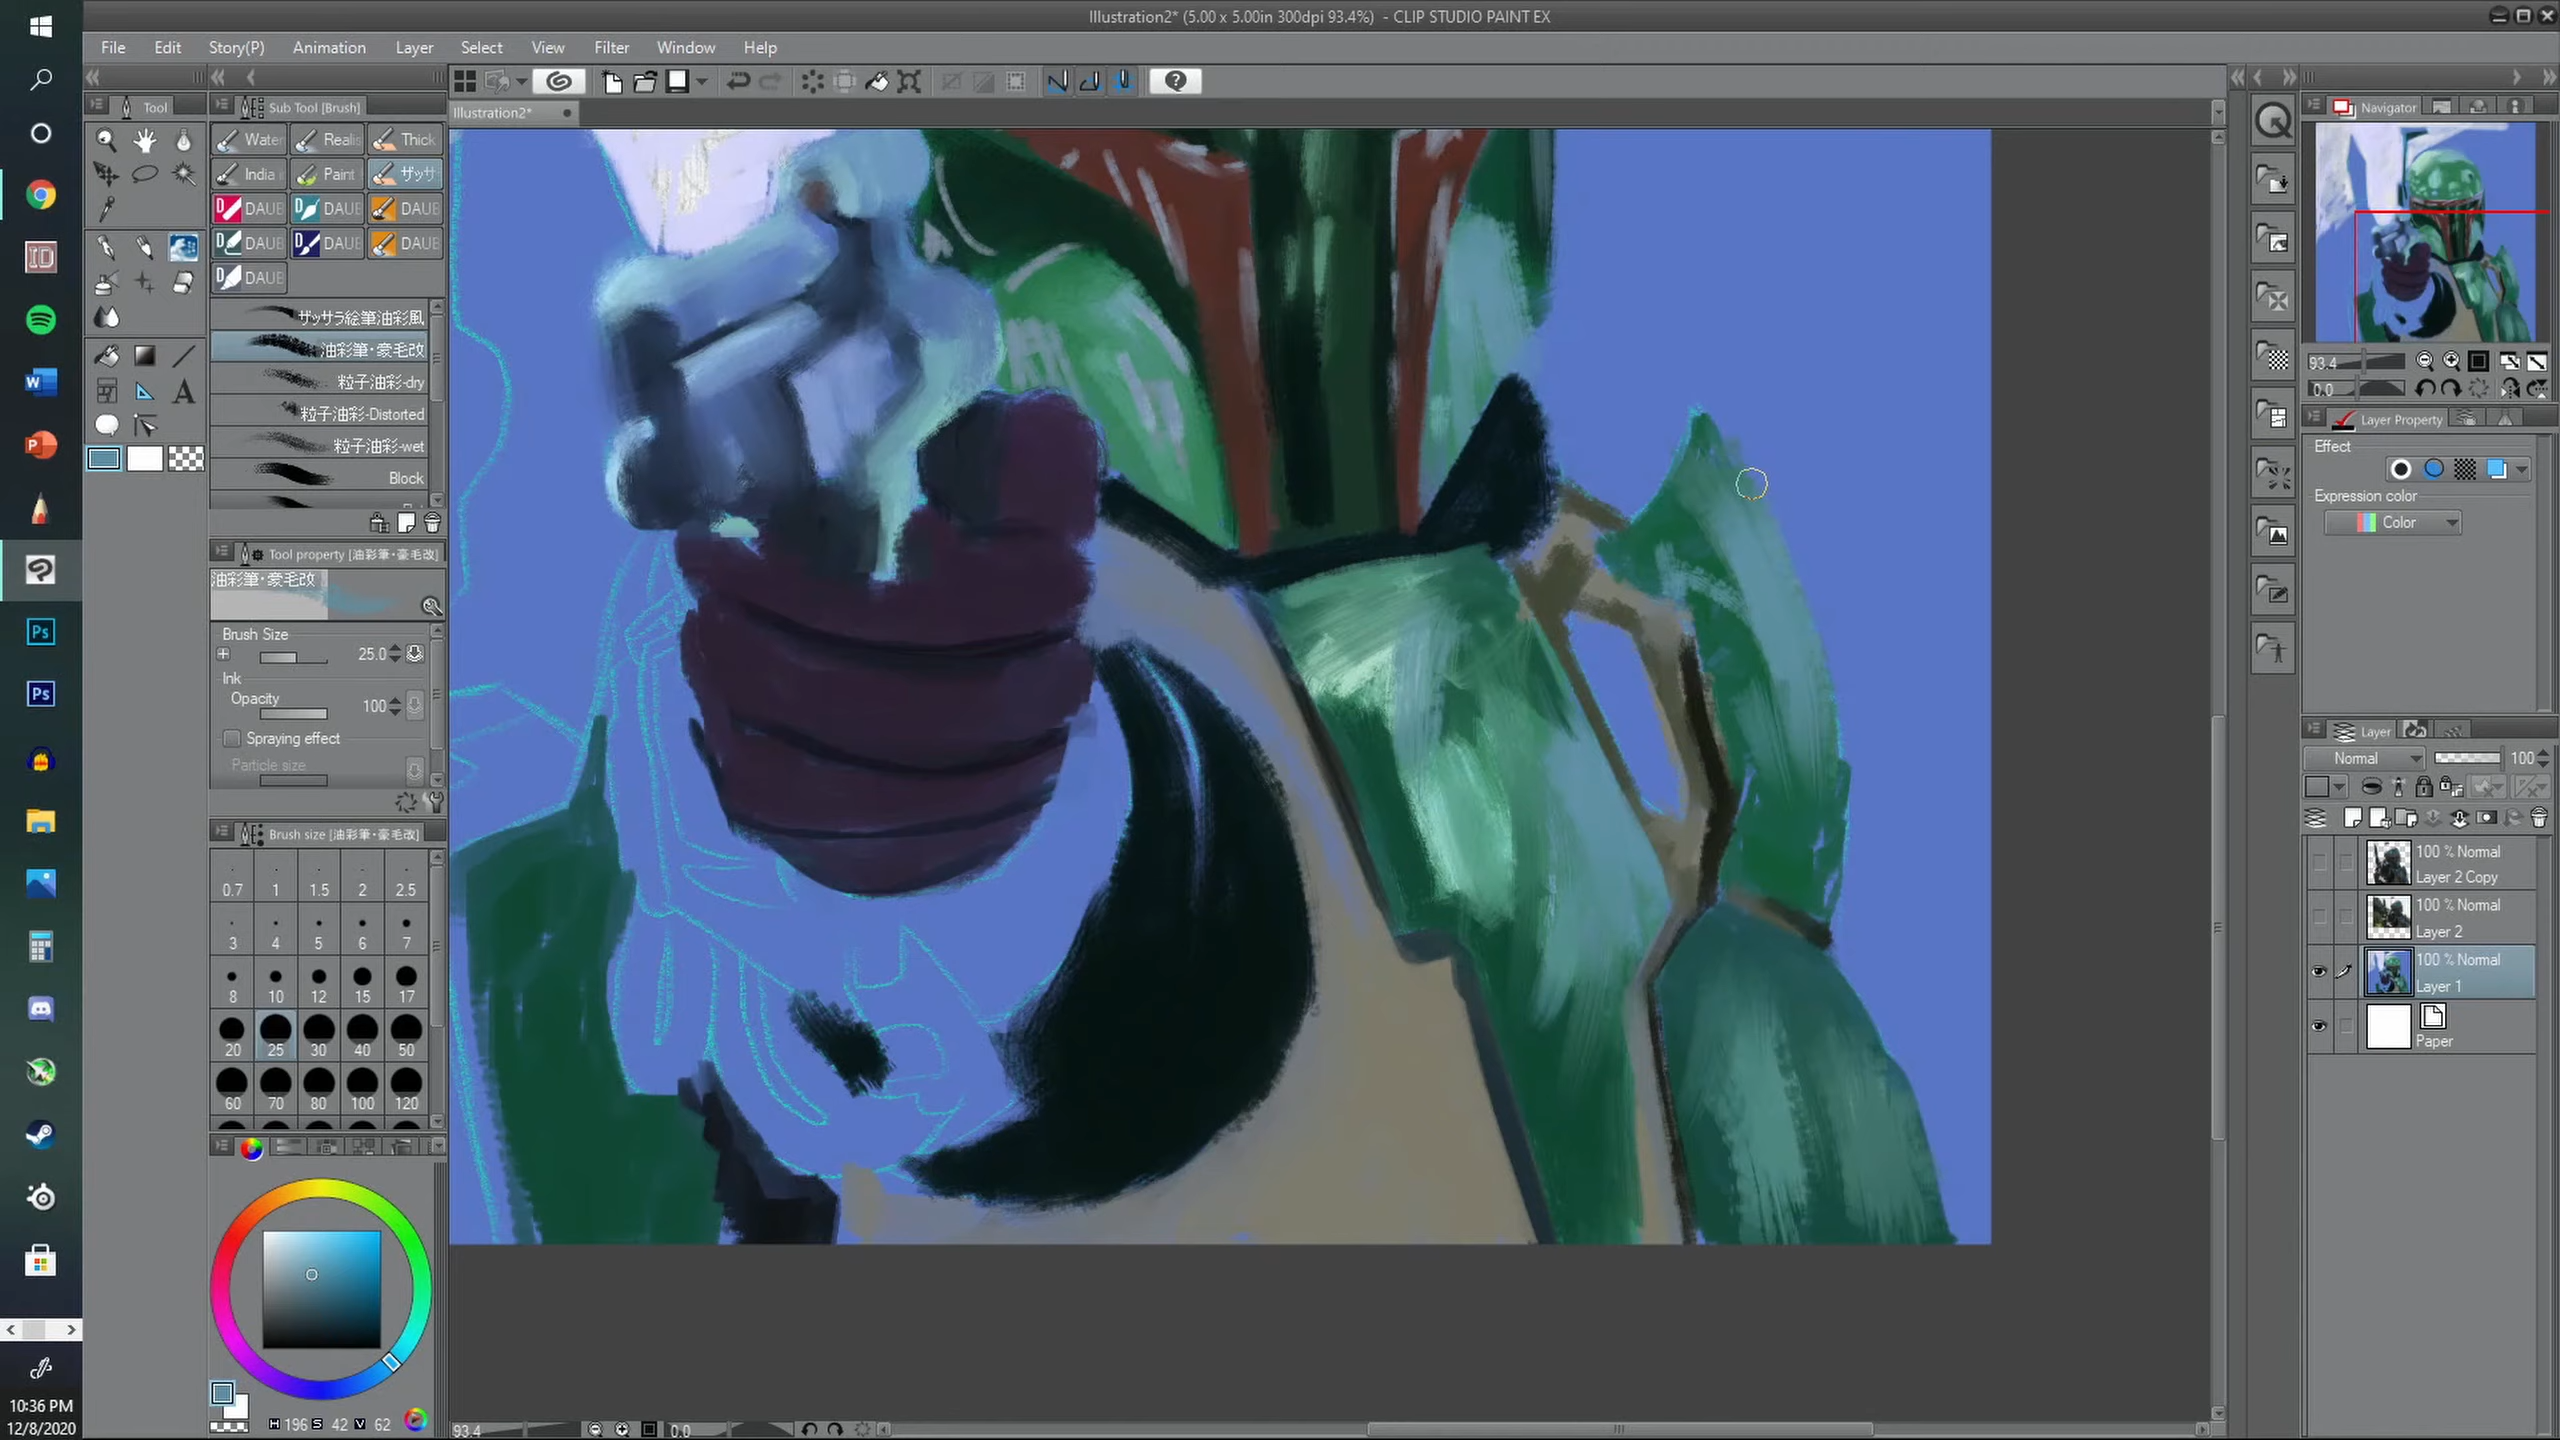 Illustration2* (5.00 x 5.00in 300dpi 93.4%) - CLIP STUDIO PAINT EX
File Edit Story(P) Animation Layer Select View Filter Window Help
Tool
Sub Tool [Brush]
Illustration2*
Navigator
Water Realis Thick
India i Paint ザッサ
DAUB DAUB DAUB
DAUB DAUB DAUB
DAUB
ザッサラ絵筆油彩風
油彩筆・豪毛改
粒子油彩-dry
粒子油彩-Distorted
粒子油彩-wet
Block
Tool property [油彩筆・豪毛改]
油彩筆・豪毛改
Brush Size
25.0
Ink
Opacity
100
Spraying effect
Particle size
Brush size [油彩筆・豪毛改]
0.7 1 1.5 2 2.5
3 4 5 6 7
8 10 12 15 17
20 25 30 40 50
60 70 80 100 120
H 196 S 42 V 62
93.4
0.0
93.4
0.0
Layer Property
Effect
Expression color
Color
Layer
Normal
100
100 % Normal
Layer 2 Copy
100 % Normal
Layer 2
100 % Normal
Layer 1
Paper
ID
W
P
Ps
Ps
10:36 PM
12/8/2020